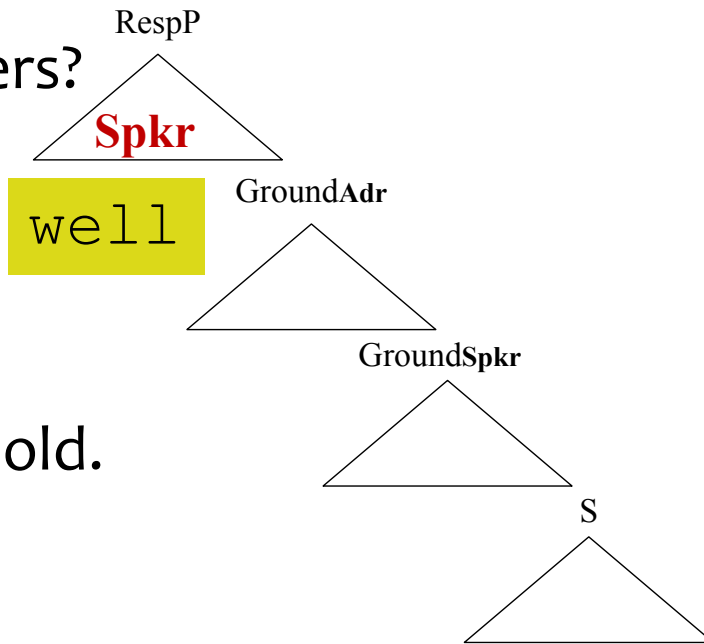 RespP
ers?
Spkr
GroundAdr
well
GroundSpkr
old.
S